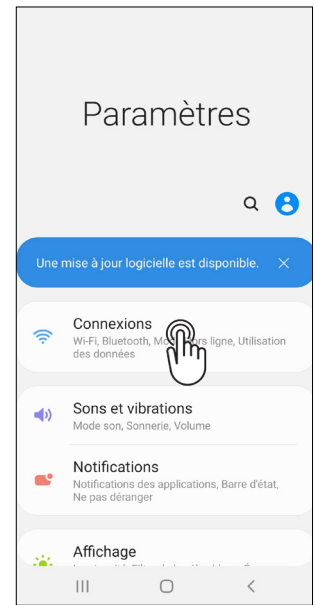 Paramètres
Une mise à jour logicielle est disponible.
Connexions
Wi-Fi, Bluetooth, hors ligne, Utilisation
des données
Sons et vibrations
Mode son, Sonnerie, Volume
Notifications
Notifications des applications, Barre d'état,
Ne pas déranger
Affichage